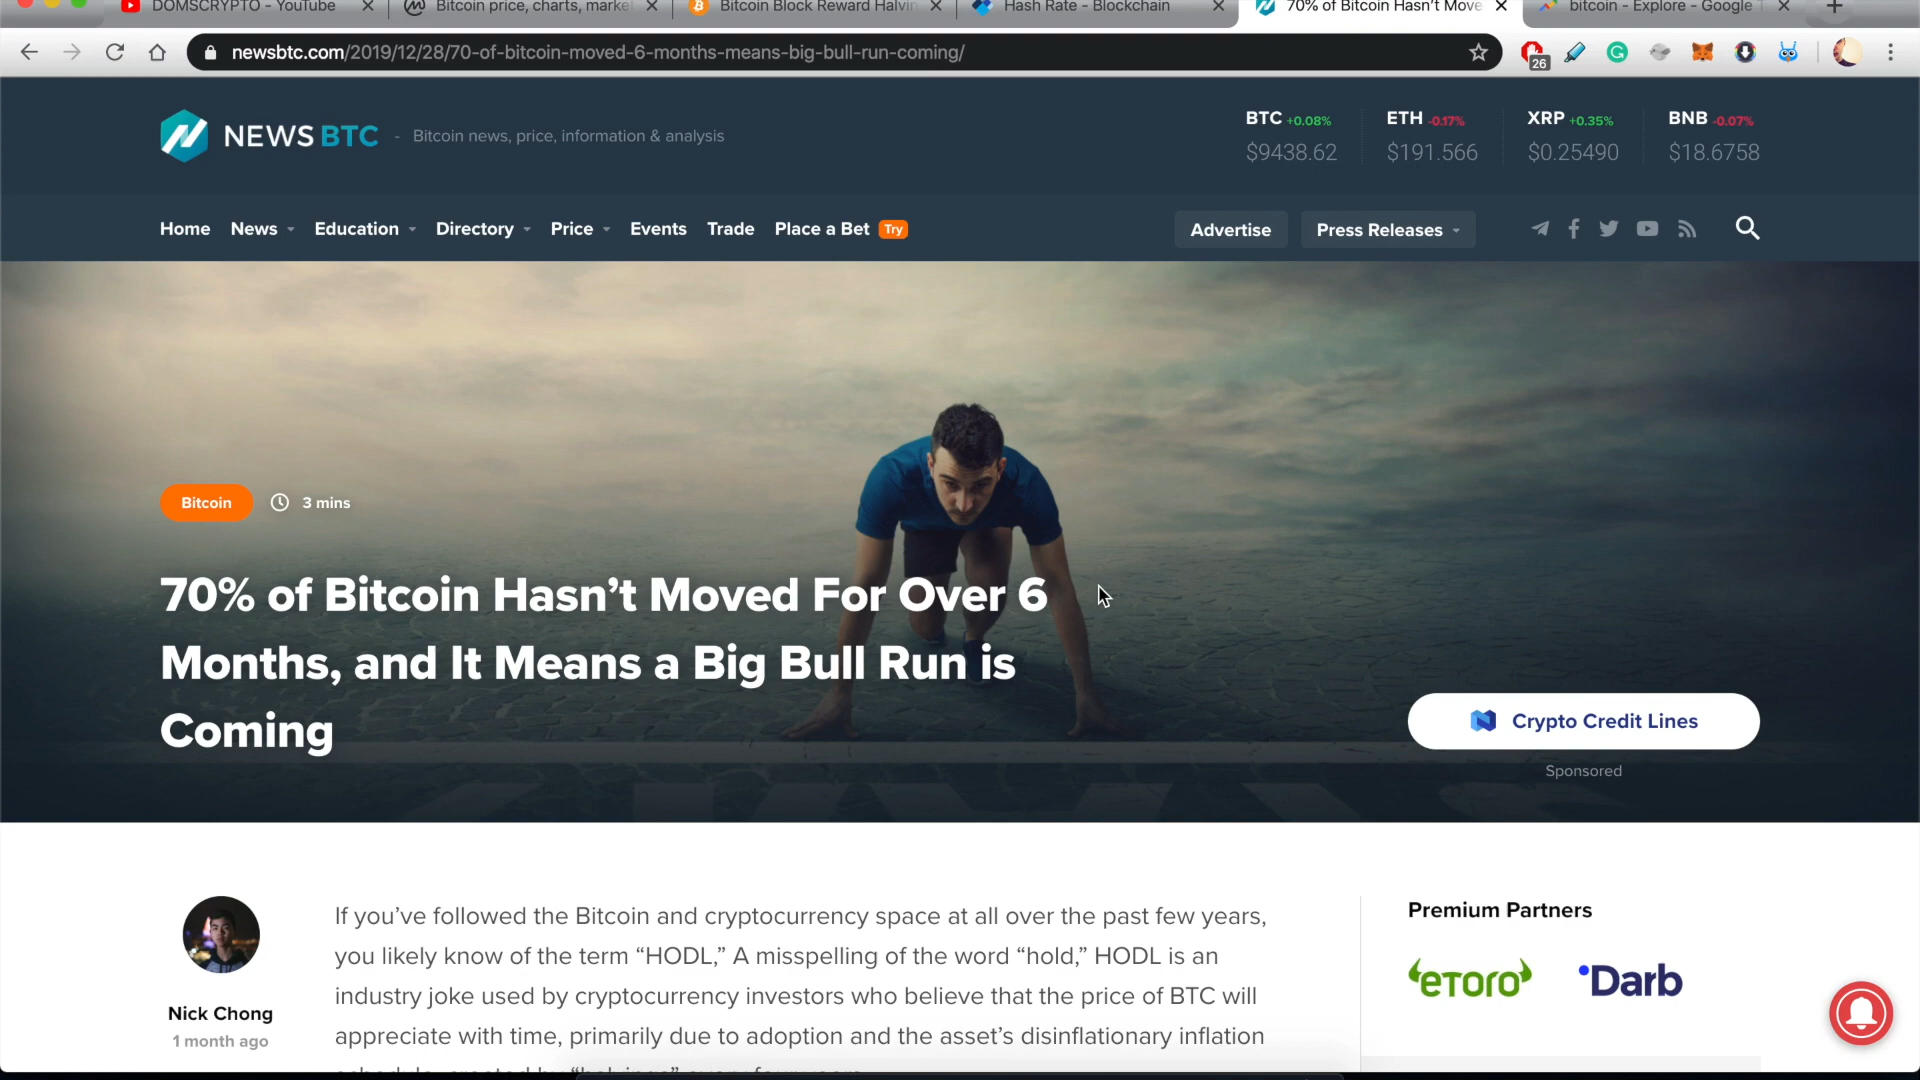 DOMSCRYPTO - YouTube
Bitcoin price, charts, marke
Bitcoin Block Reward Halvin
Hash Rate - Blockchain
70% of Bitcoin Hasn't Move
bitcoin - Explore - Google T
newsbtc.com/2019/12/28/70-of-bitcoin-moved-6-months-means-big-bull-run-coming/
26
NEWSBTC - Bitcoin news, price, information & analysis
BTC +0.08%
$9438.62
ETH -0.17%
$191.566
XRP +0.35%
$0.25490
BNB -0.07%
$18.6758
Home News Education Directory Price Events Trade Place a Bet Try
Advertise Press Releases
Bitcoin 3 mins
70% of Bitcoin Hasn’t Moved For Over 6
Months, and It Means a Big Bull Run is
Coming
Crypto Credit Lines
Sponsored
Nick Chong
1 month ago
If you’ve followed the Bitcoin and cryptocurrency space at all over the past few years,
you likely know of the term “HODL,” A misspelling of the word “hold,” HODL is an
industry joke used by cryptocurrency investors who believe that the price of BTC will
appreciate with time, primarily due to adoption and the asset’s disinflationary inflation
Premium Partners
eToro
Darb